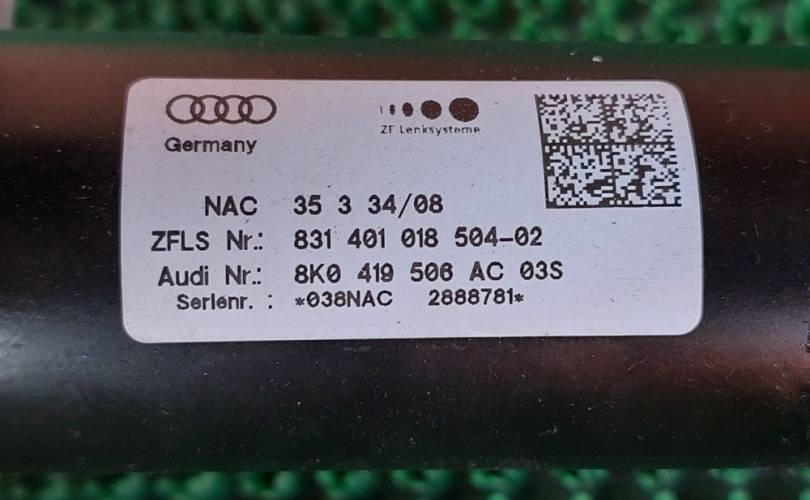 Germany
ZF Lenksysteme
NAC 35 3 34/08
ZFLS Nr.: 831 401 018 504-02
Audi Nr.: 8K0 419 506 AC 03S
Serienr. : *038NAC 2888781*